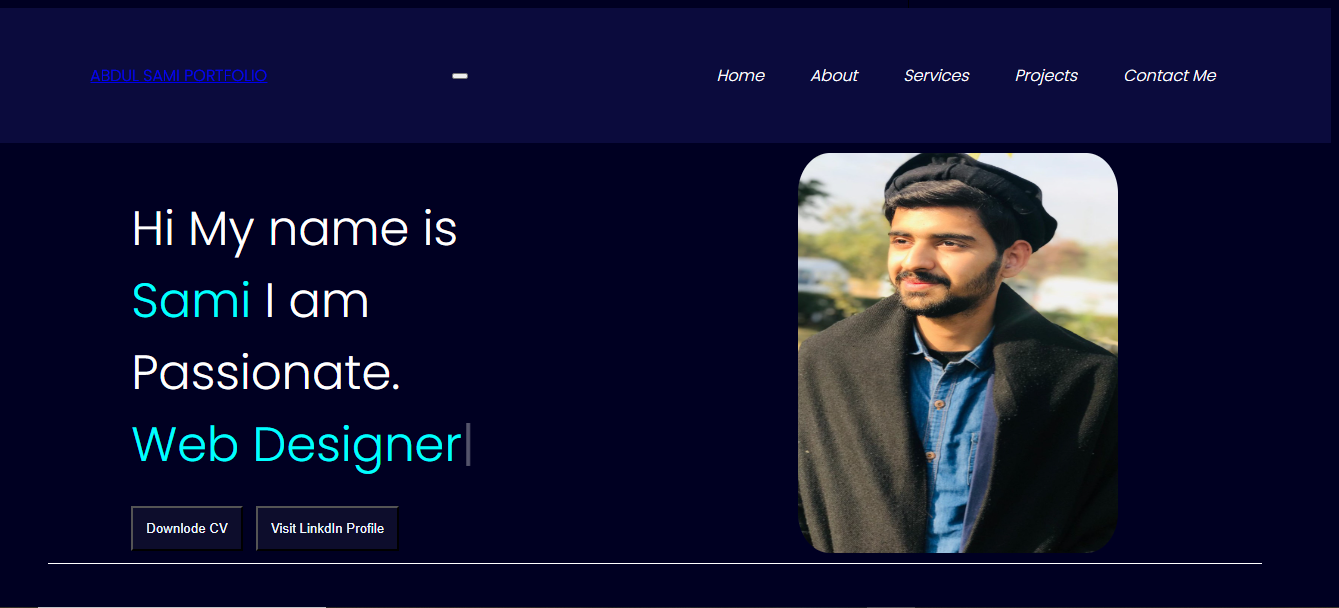 ABDUL SAMI PORTFOLIO
Home About Services Projects Contact Me
Hi My name is
Sami I am
Passionate.
Web Designer
Downlode CV Visit LinkdIn Profile